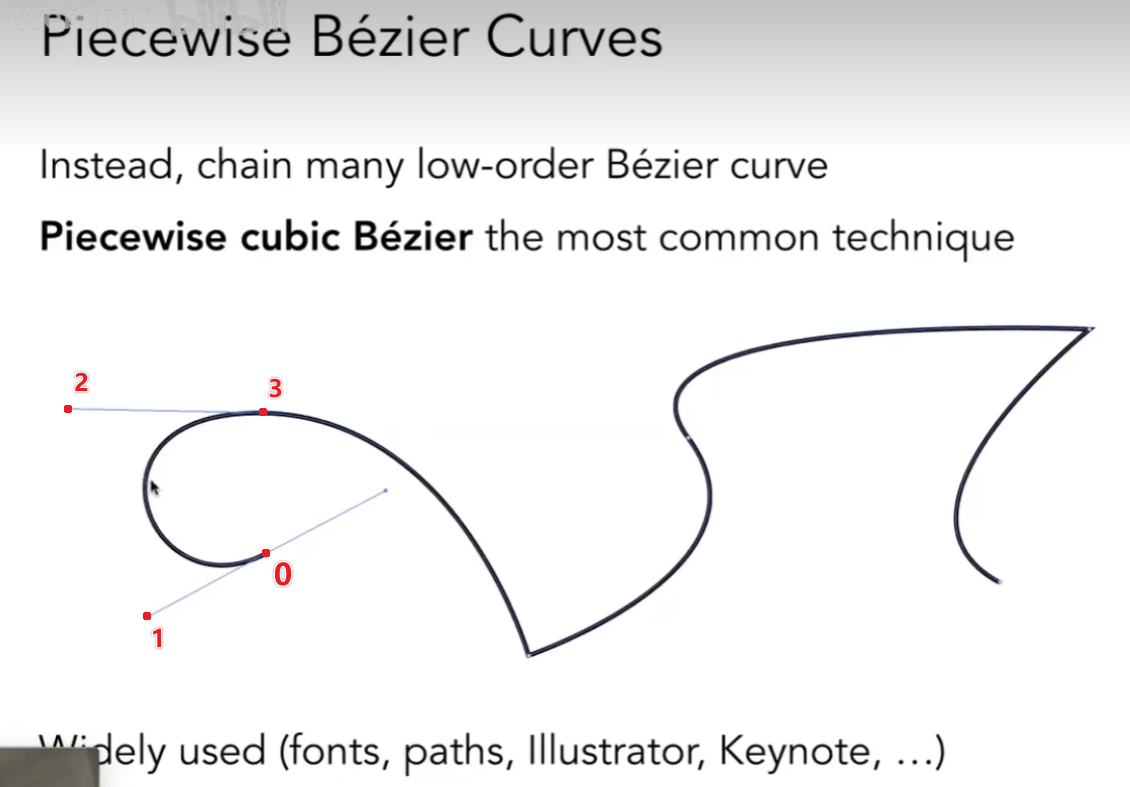 Piecewise Bézier Curves
Instead, chain many low-order Bézier curve
Piecewise cubic Bézier the most common technique
2
3
0
1
Widely used (fonts, paths, Illustrator, Keynote, …)